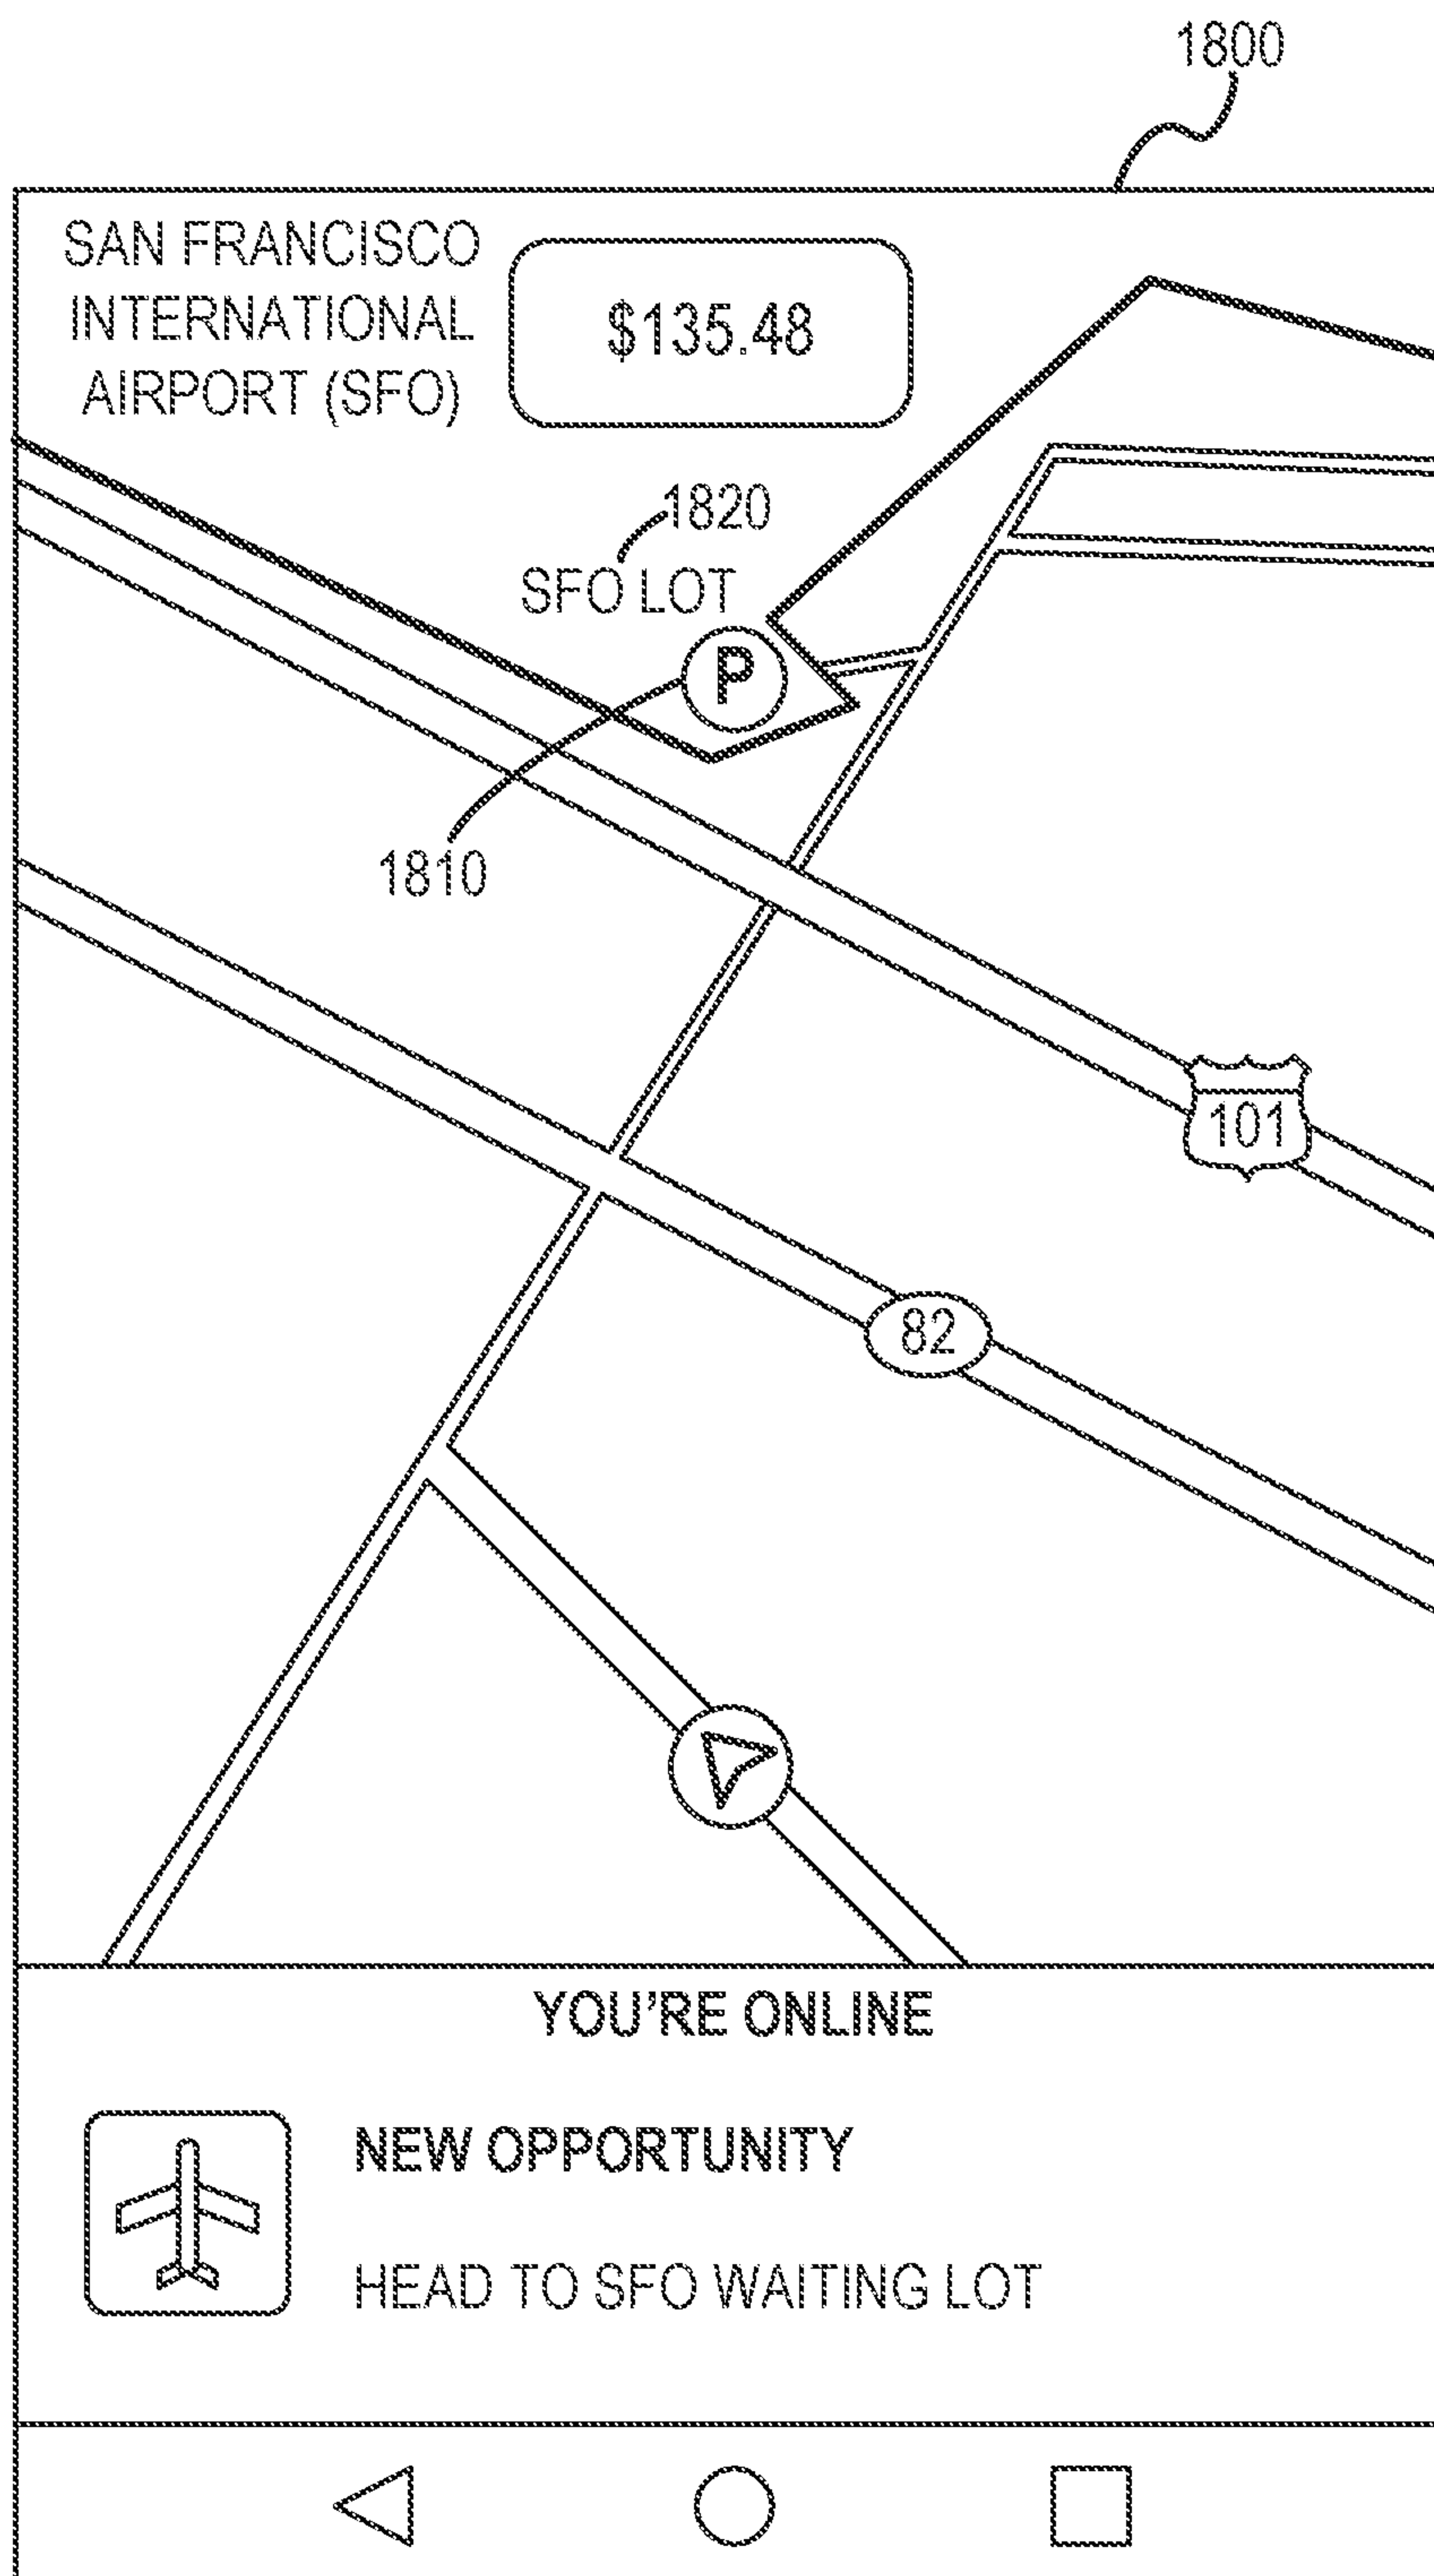 1800
SAN FRANCISCO
INTERNATIONAL
AIRPORT (SFO)
$135.48
1820
SFO LOT
P
1810
101
82
YOU'RE ONLINE
NEW OPPORTUNITY
HEAD TO SFO WAITING LOT